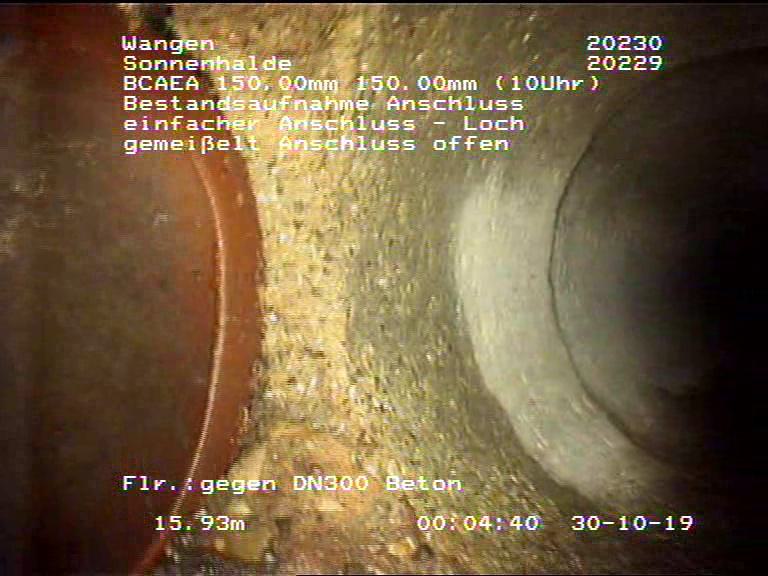 Wangen 20230
Sonnenhalde 20229
BCAEA 150.00mm 150.00mm (10Uhr)
Bestandsaufnahme Anschluss
einfacher Anschluss - Loch
gemeißelt Anschluss offen
Flr.:gegen DN300 Beton
15.93m 00:04:40 30-10-19